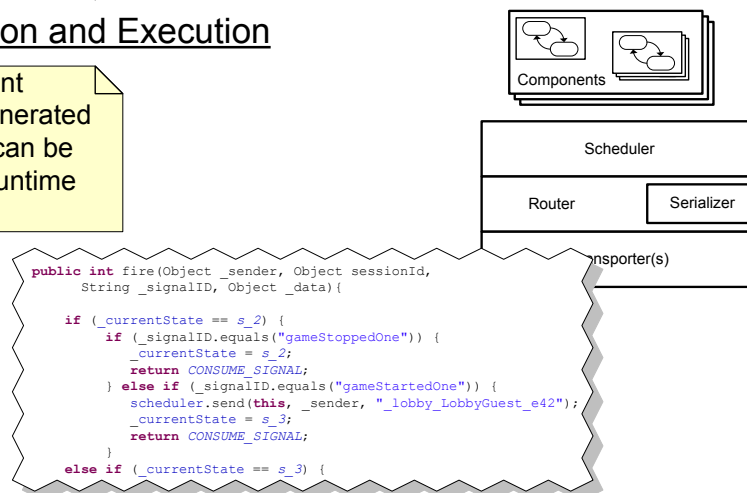 on and Execution
nt
nerated
can be
untime
Components
Scheduler
Router
Serializer
nsporter(s)
public int fire(Object _sender, Object sessionId,
String _signalID, Object _data){
if (_currentState == s_2) {
if (_signalID.equals("gameStoppedOne")) {
_currentState = s_2;
return CONSUME_SIGNAL;
} else if (_signalID.equals("gameStartedOne")) {
scheduler.send(this, _sender, "_lobby_LobbyGuest_e42");
_currentState = s_3;
return CONSUME_SIGNAL;
}
else if (_currentState == s_3) {